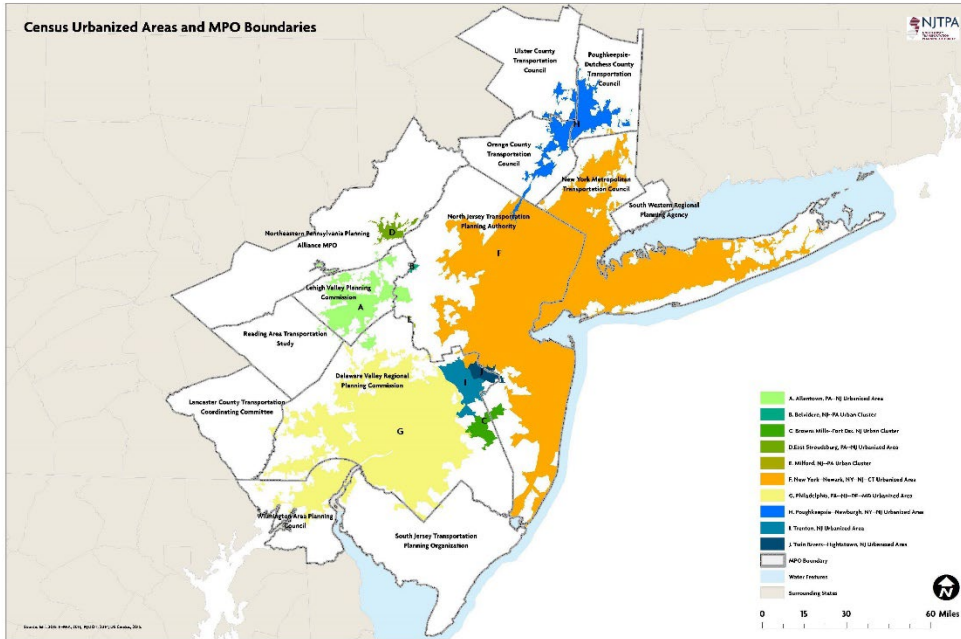 Census Urbanized Areas and MPO Boundaries
NJTPA
Ulster County
Transportation
Council
Poughkeepsie-
Dutchess County
Transportation
Council
H
Orange County
Transportation
Council
New York Metropolitan
Transportation Council
South Western Regional
Planning Agency
North Jersey Transportation
Planning Authority
F
D
Northeastern Pennsylvania Planning
Alliance MPO
B
Lehigh Valley Planning
Commission
A
E
Reading Area Transportation
Study
Delaware Valley Regional
Planning Commission
I
J
Lancaster County Transportation
Coordinating Committee
C
G
Wilmington Area Planning
Council
South Jersey Transportation
Planning Organization
A. Allentown, PA--NJ Urbanized Area
B. Belvidere, NJ--PA Urban Cluster
C. Browns Mills--Fort Dix, NJ Urban Cluster
D.East Stroudsburg, PA--NJ Urbanized Area
E. Milford, NJ--PA Urban Cluster
F. New York--Newark, NY--NJ--CT Urbanized Area
G. Philadelphia, PA--NJ--DE--MD Urbanized Area
H. Poughkeepsie--Newburgh, NY--NJ Urbanized Area
I. Trenton, NJ Urbanized Area
J. Twin Rivers--Hightstown, NJ Urbanized Area
MPO Boundary
Water Features
Surrounding States
N
0 15 30 60 Miles